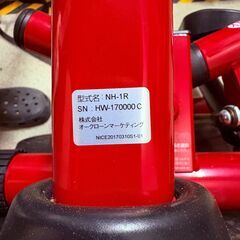 型式名： NH-1R
SN： HW-170000 C
株式会社
オークローンマーケティング
NICE20170310S1-01